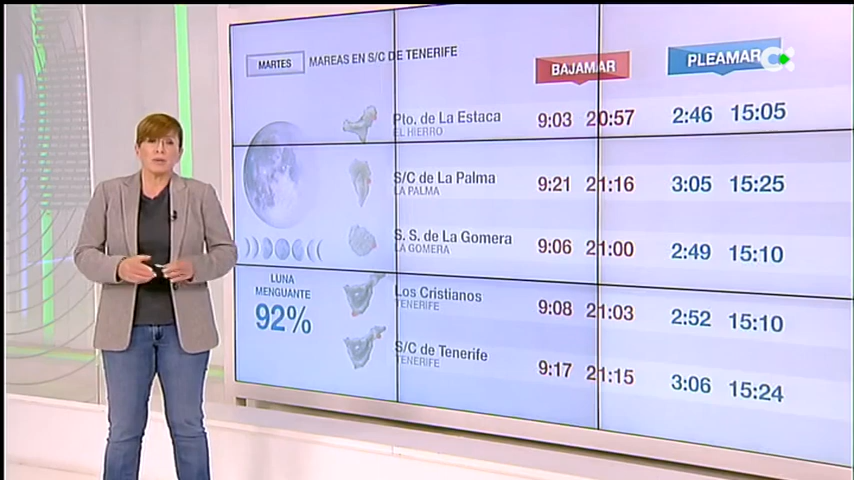 MARTES MAREAS EN S/C DE TENERIFE
BAJAMAR PLEAMAR
Pto. de La Estaca 9:03 20:57 2:46 15:05
EL HIERRO
S/C de La Palma 9:21 21:16 3:05 15:25
LA PALMA
S. S. de La Gomera 9:06 21:00 2:49 15:10
LA GOMERA
LUNA
MENGUANTE
92%
Los Cristianos 9:08 21:03 2:52 15:10
TENERIFE
S/C de Tenerife 9:17 21:15 3:06 15:24
TENERIFE